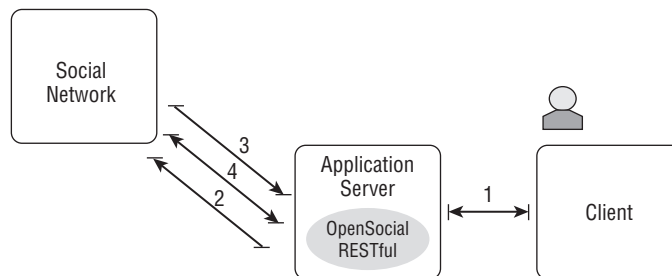 Social
Network
3
4
2
Application
Server
OpenSocial
RESTful
1
Client